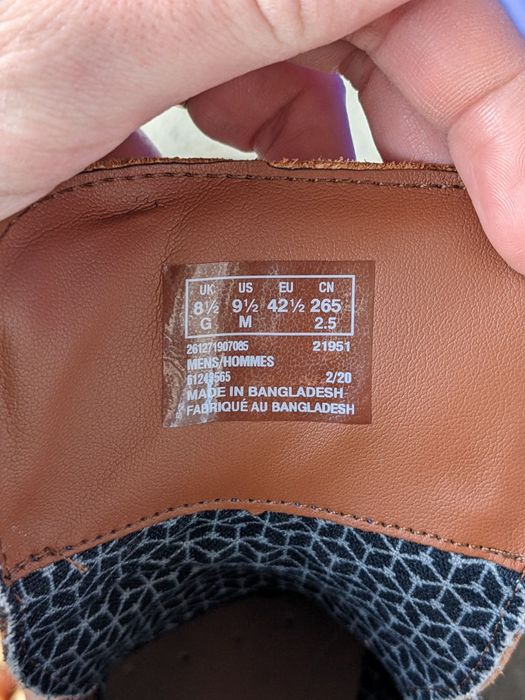 UK US EU CN
8½ 9½ 42½ 265
G M 2.5
261271907085 21951
MENS/HOMMES
2/20
MADE IN BANGLADESH
FABRIQUÉ AU BANGLADESH